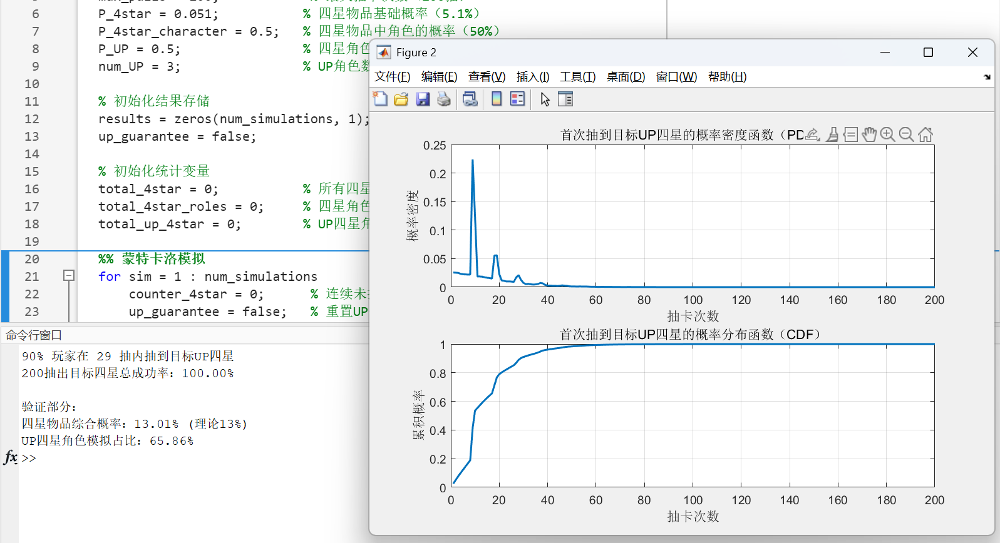 6 P_4star = 0.051; % 四星物品基础概率（5.1%）
7 P_4star_character = 0.5; % 四星物品中角色的概率（50%）
8 P_UP = 0.5; % 四星角色
9 num_UP = 3; % UP角色数
10
11 % 初始化结果存储
12 results = zeros(num_simulations, 1);
13 up_guarantee = false;
14
15 % 初始化统计变量
16 total_4star = 0; % 所有四星
17 total_4star_roles = 0; % 四星角色
18 total_up_4star = 0; % UP四星角
19
20 %% 蒙特卡洛模拟
21 for sim = 1 : num_simulations
22 counter_4star = 0; % 连续未
23 up_guarantee = false; % 重置UP
命令行窗口
90% 玩家在 29 抽内抽到目标UP四星
200抽出目标四星总成功率：100.00%
验证部分：
四星物品综合概率：13.01% (理论13%)
UP四星角色模拟占比：65.86%
fx >>
Figure 2
文件(F) 编辑(E) 查看(V) 插入(I) 工具(T) 桌面(D) 窗口(W) 帮助(H)
首次抽到目标UP四星的概率密度函数（PD
概率密度
0.25
0.2
0.15
0.1
0.05
0
0 20 40 60 80 100 120 140 160 180 200
抽卡次数
首次抽到目标UP四星的概率分布函数（CDF）
累积概率
1
0.8
0.6
0.4
0.2
0
0 20 40 60 80 100 120 140 160 180 200
抽卡次数